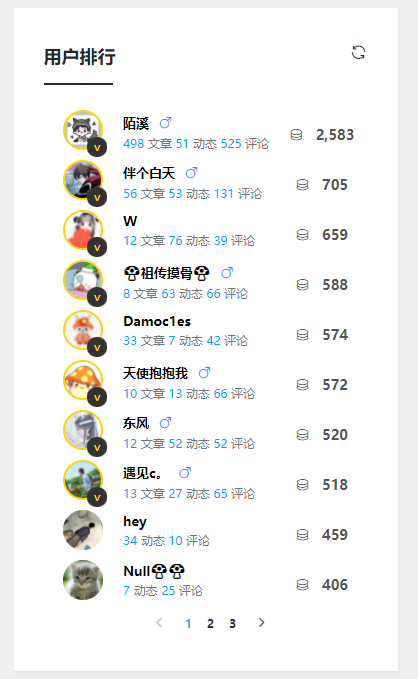 用户排行
陌溪
498 文章 51 动态 525 评论
2,583
伴个白天
56 文章 53 动态 131 评论
705
W
12 文章 76 动态 39 评论
659
祖传摸骨
8 文章 63 动态 66 评论
588
Damoc1es
33 文章 7 动态 42 评论
574
天使抱抱我
10 文章 13 动态 66 评论
572
东风
12 文章 52 动态 52 评论
520
遇见c。
13 文章 27 动态 65 评论
518
hey
34 动态 10 评论
459
Null
7 动态 25 评论
406
1 2 3